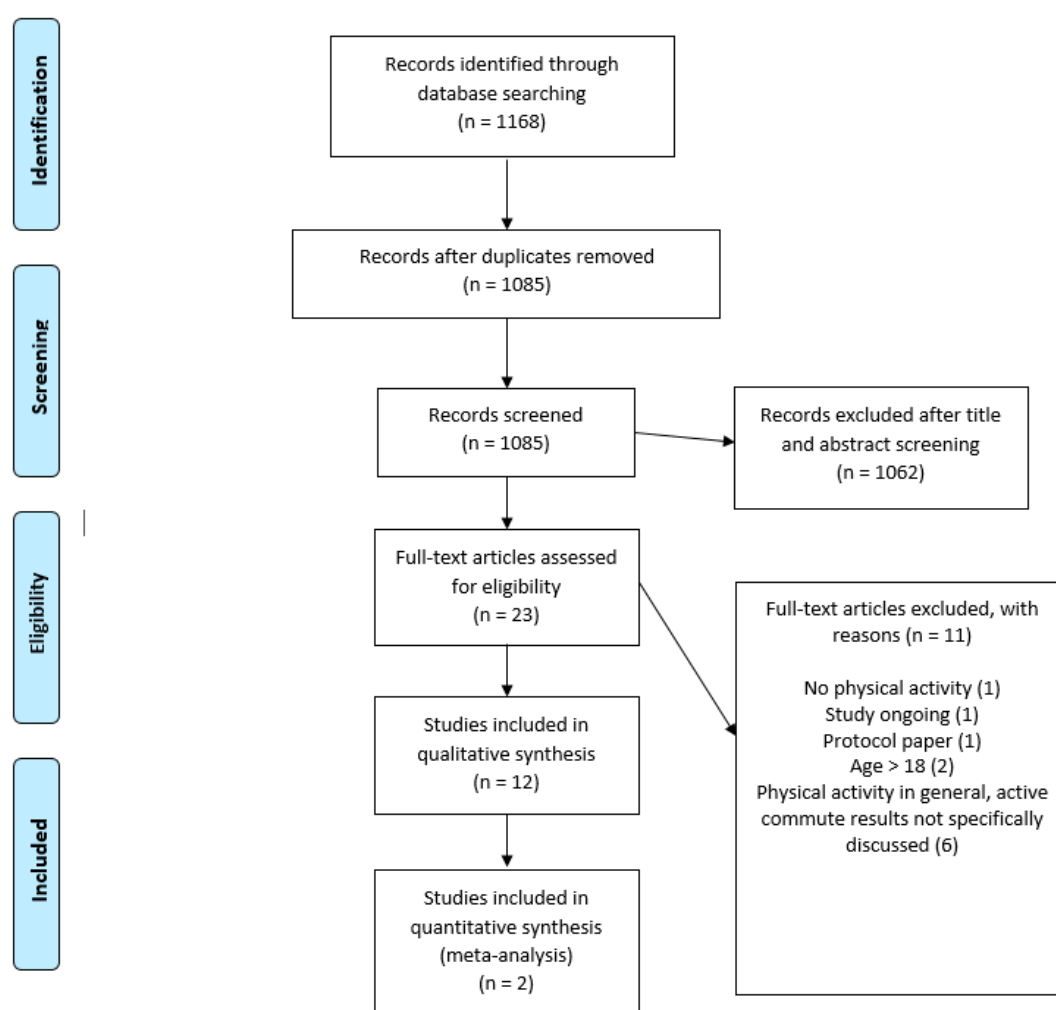 Identification
Records identified through
database searching
(n = 1168)
Records after duplicates removed
(n = 1085)
Screening
Records screened
(n = 1085)
Records excluded after title
and abstract screening
(n = 1062)
Eligibility
Full-text articles assessed
for eligibility
(n = 23)
Full-text articles excluded, with
reasons (n = 11)
No physical activity (1)
Study ongoing (1)
Protocol paper (1)
Age > 18 (2)
Physical activity in general, active
commute results not specifically
discussed (6)
Studies included in
qualitative synthesis
(n = 12)
Included
Studies included in
quantitative synthesis
(meta-analysis)
(n = 2)